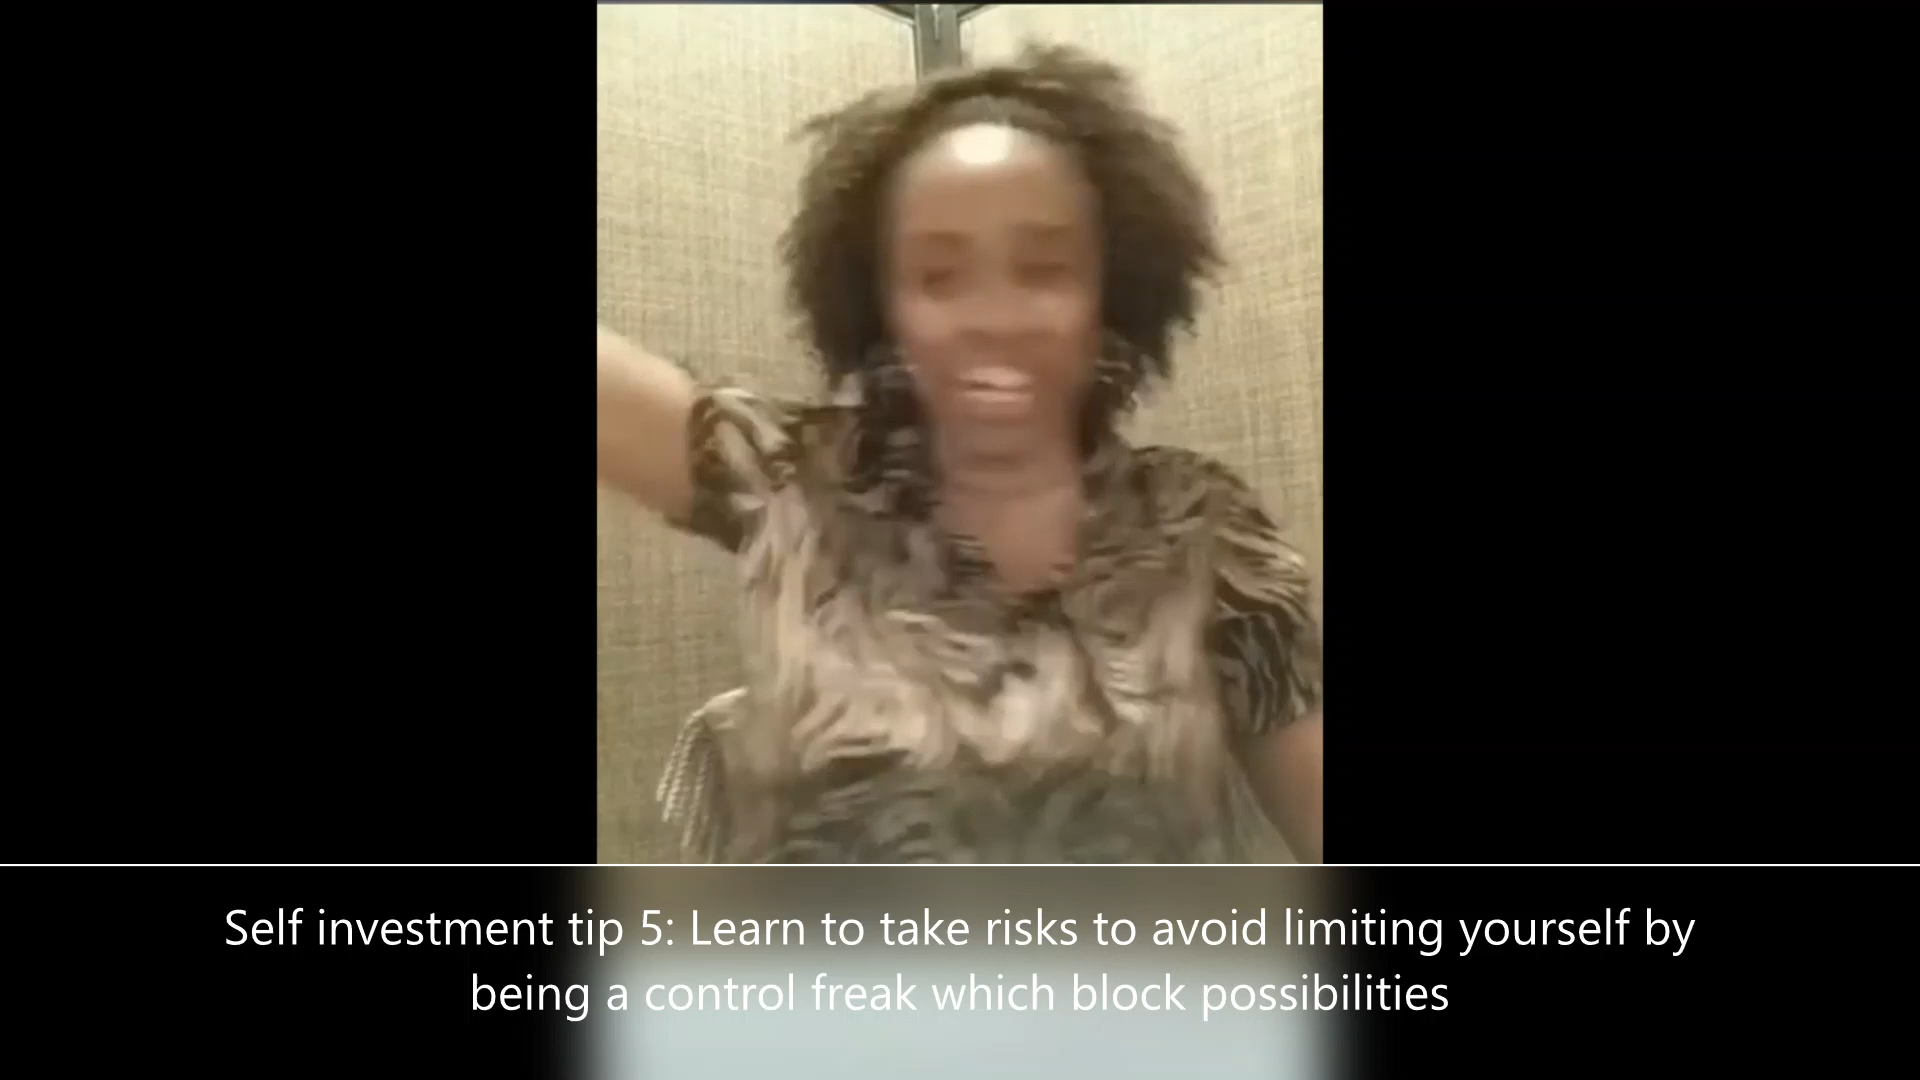 Self investment tip 5: Learn to take risks to avoid limiting yourself by
being a control freak which block possibilities